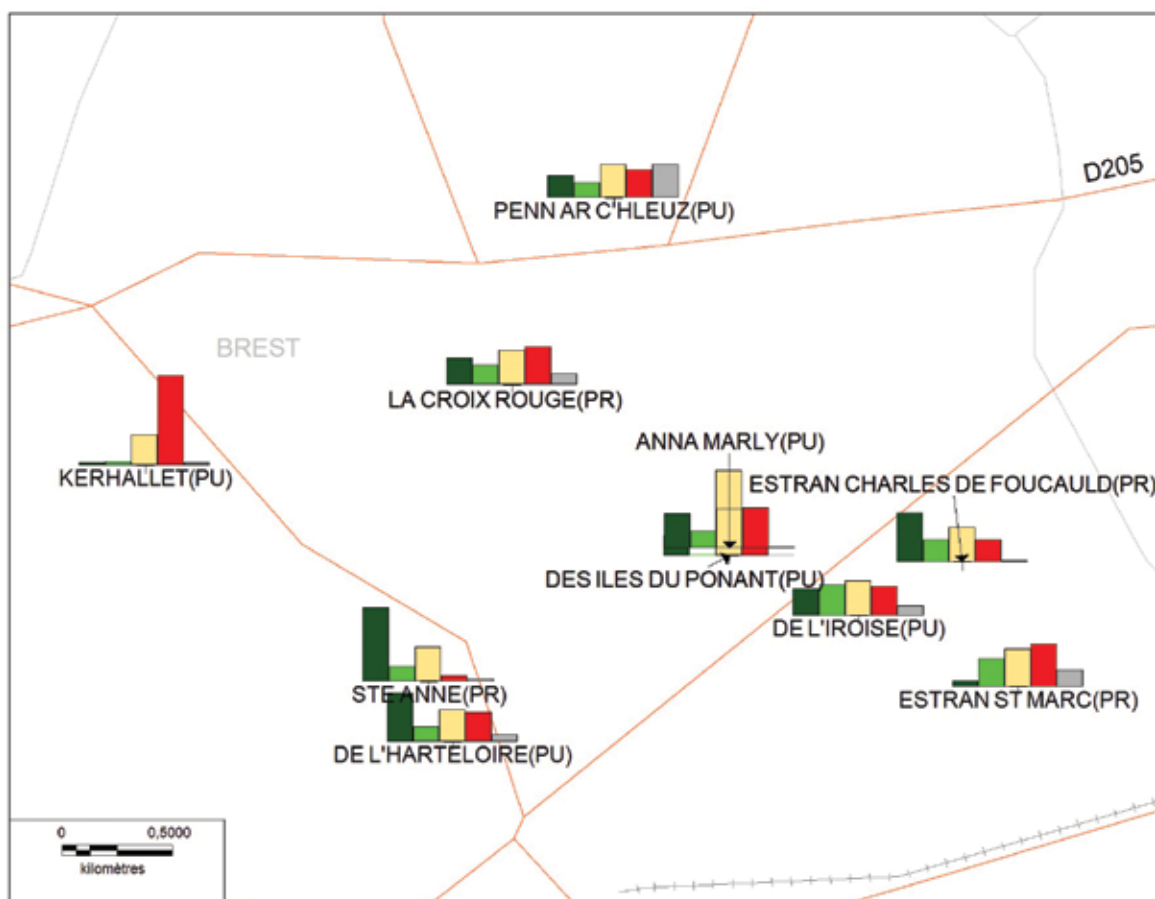 D205
PENN AR C'HLEUZ(PU)
BREST
LA CROIX ROUGE(PR)
ANNA MARLY(PU)
KERHALLET(PU)
ESTRAN CHARLES DE FOUCAULD(PR)
DES ILES DU PONANT(PU)
DE L'IROISE(PU)
STE ANNE(PR)
ESTRAN ST MARC(PR)
DE L'HARTELOIRE(PU)
0 0,5000
kilomètres